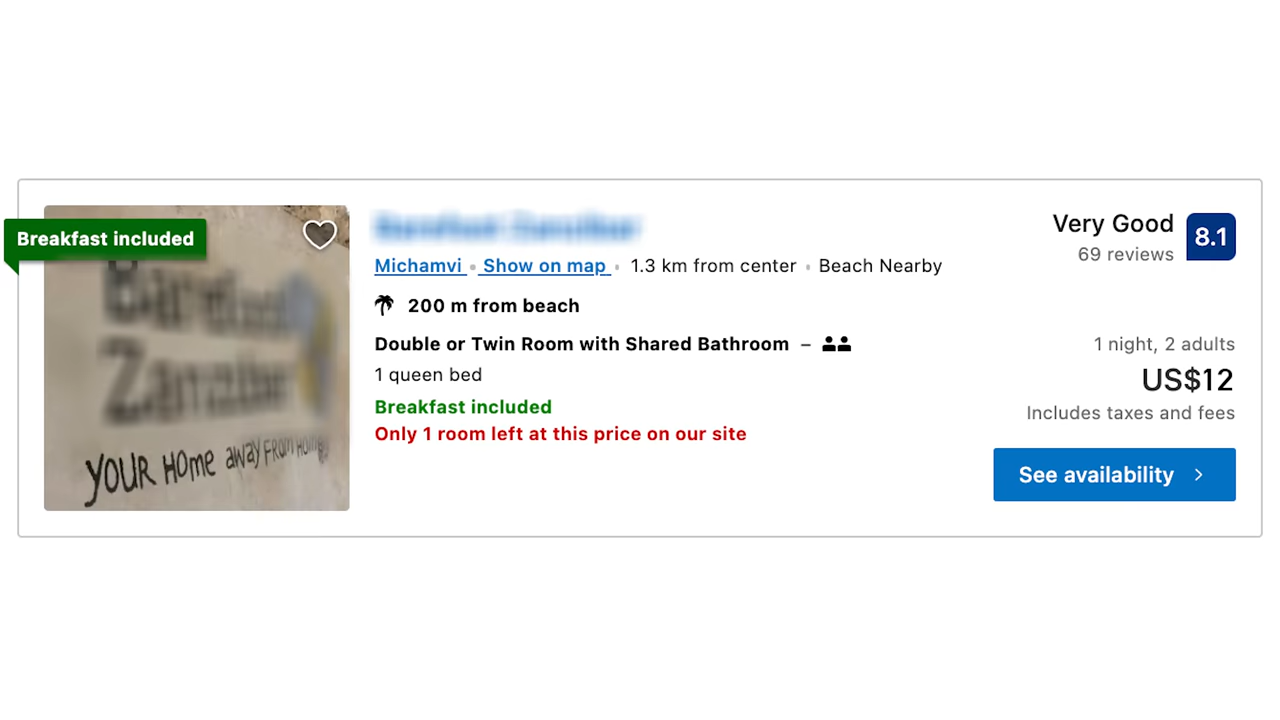 Breakfast included
Michamvi Show on map 1.3 km from center Beach Nearby
200 m from beach
Double or Twin Room with Shared Bathroom –
1 queen bed
Breakfast included
Only 1 room left at this price on our site
Very Good 8.1
69 reviews
1 night, 2 adults
US$12
Includes taxes and fees
See availability
YOUR HOME AWAY FROM HOME